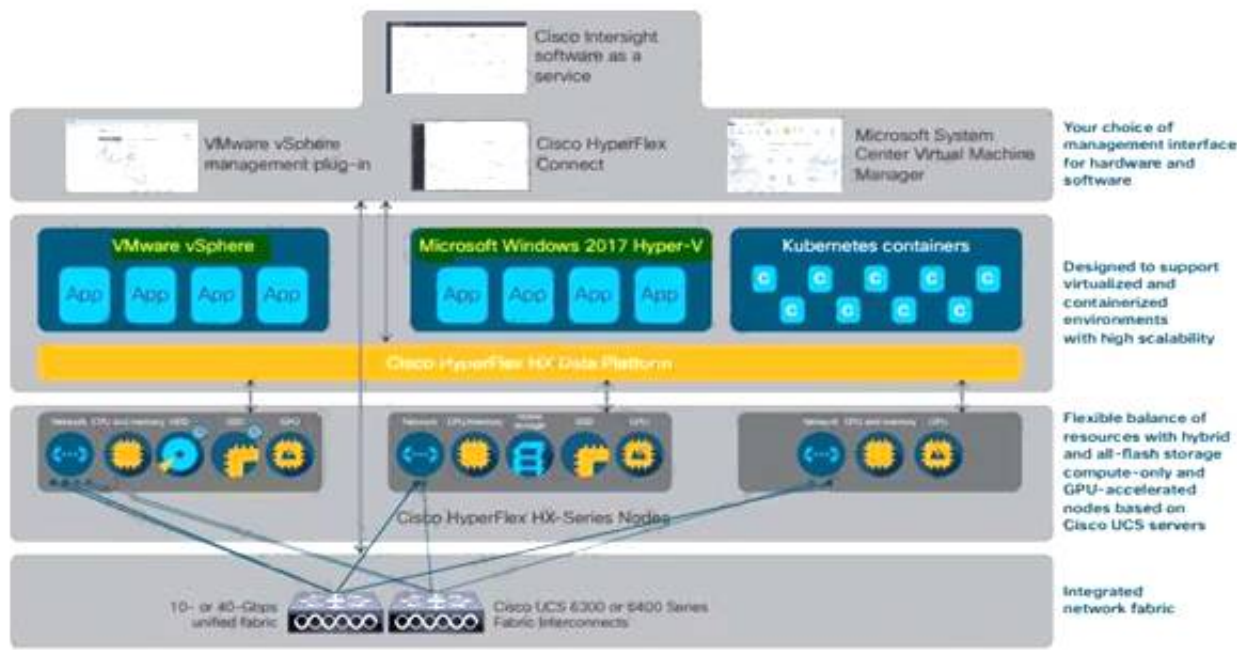 Cisco Intersight
software as a
service
VMware vSphere
management plug-in
Cisco HyperFlex
Connect
Microsoft System
Center Virtual Machine
Manager
Your choice of
management interface
for hardware and
software
VMware vSphere
App App App App
Microsoft Windows 2017 Hyper-V
App App App App
Kubernetes containers
C C C C C
C C C C
Designed to support
virtualized and
containerized
environments
with high scalability
Cisco HyperFlex HX Data Platform
Network CPU and memory HDD SSD GPU
Network CPU/memory storage SSD GPU
Network CPU and memory GPU
Flexible balance of
resources with hybrid
and all-flash storage
compute-only and
GPU-accelerated
nodes based on
Cisco UCS servers
Cisco HyperFlex HX-Series Nodes
10- or 40-Gbps
unified fabric
Cisco UCS 6300 or 6400 Series
Fabric Interconnects
Integrated
network fabric